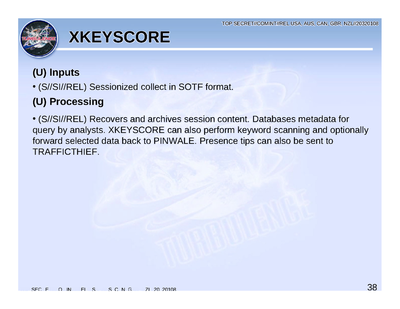 TOP SECRET//COMINT//REL USA, AUS, CAN, GBR, NZL//20320108
XKEYSCORE
(U) Inputs
• (S//SI//REL) Sessionized collect in SOTF format.
(U) Processing
• (S//SI//REL) Recovers and archives session content. Databases metadata for
query by analysts. XKEYSCORE can also perform keyword scanning and optionally
forward selected data back to PINWALE. Presence tips can also be sent to
TRAFFICTHIEF.
TURBULENCE
38